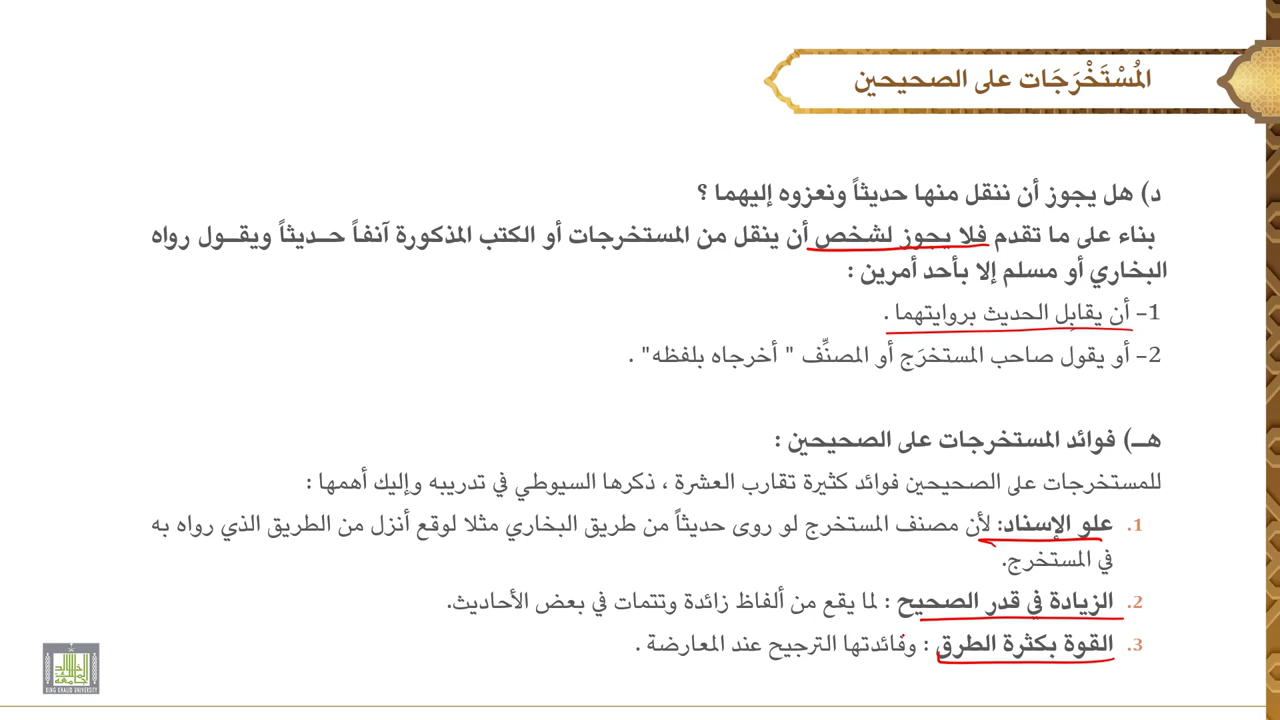 المُسْتَخْرَجَات على الصحيحين
د) هل يجوز أن ننقل منها حديثاً ونعزوه إليهما ؟
بناء على ما تقدم فلا يجوز لشخص أن ينقل من المستخرجات أو الكتب المذكورة آنفاً حـديثاً ويقـول رواه
البخاري أو مسلم إلا بأحد أمرين :
1- أن يقابِل الحديث بروايتهما .
2- أو يقول صاحب المستخرَج أو المصنِّف " أخرجاه بلفظه" .
هـ) فوائد المستخرجات على الصحيحين :
للمستخرجات على الصحيحين فوائد كثيرة تقارب العشرة ، ذكرها السيوطي في تدريبه وإليك أهمها :
1. علو الإسناد: لأن مصنف المستخرج لو روى حديثاً من طريق البخاري مثلا لوقع أنزل من الطريق الذي رواه به
في المستخرج.
2. الزيادة في قدر الصحيح : لما يقع من ألفاظ زائدة وتتمات في بعض الأحاديث.
3. القوة بكثرة الطرق : وفائدتها الترجيح عند المعارضة .
KING KHALID UNIVERSITY